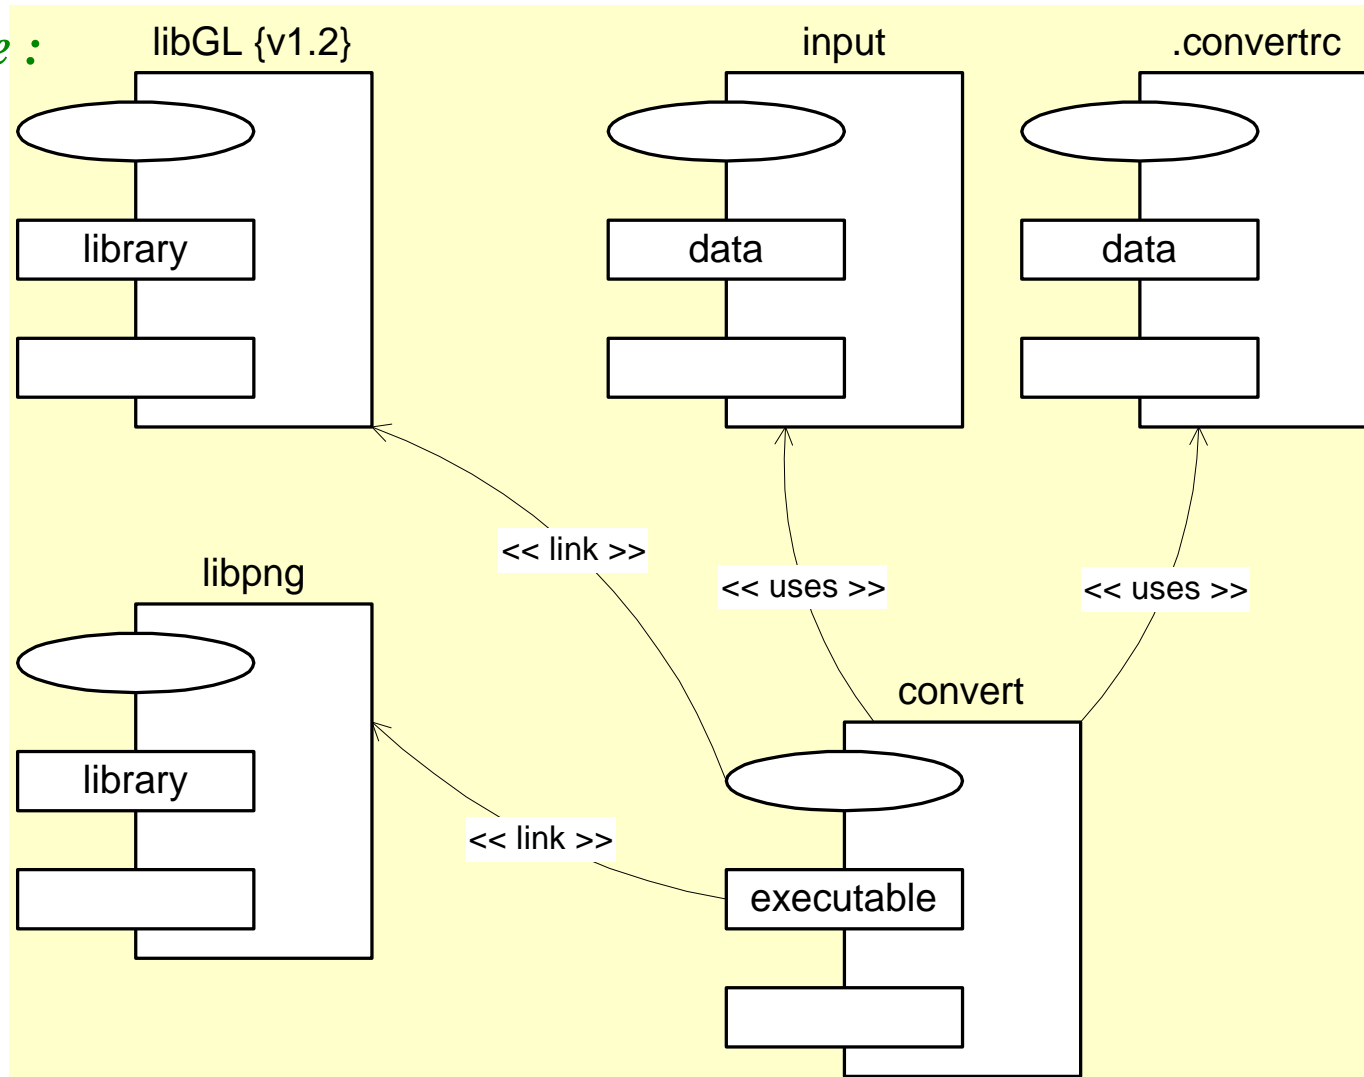 e :
libGL {v1.2}
input
.convertrc
library
data
data
<< link >>
<< uses >>
<< uses >>
libpng
convert
library
<< link >>
executable